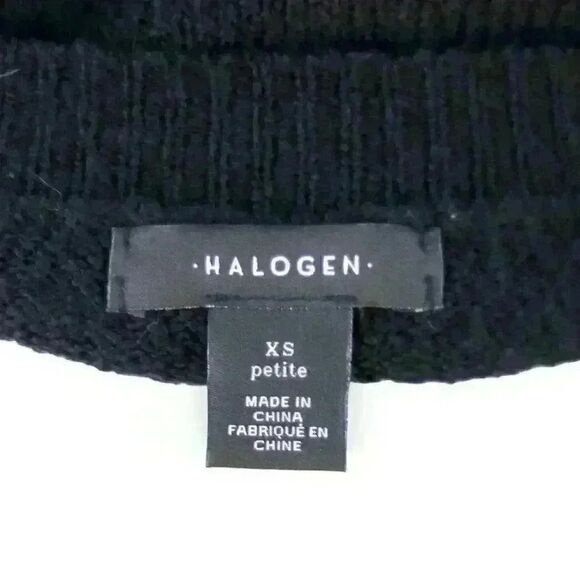 ·HALOGEN·
XS
petite
MADE IN
CHINA
FABRIQUÉ EN
CHINE